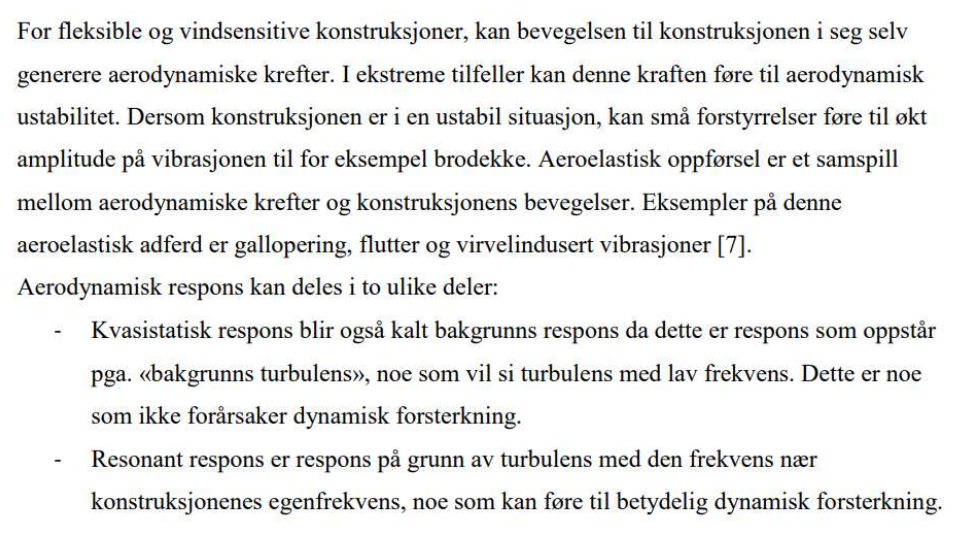 For fleksible og vindsensitive konstruksjoner, kan bevegelsen til konstruksjonen i seg selv
generere aerodynamiske krefter. I ekstreme tilfeller kan denne kraften føre til aerodynamisk
ustabilitet. Dersom konstruksjonen er i en ustabil situasjon, kan små forstyrrelser føre til økt
amplitude på vibrasjonen til for eksempel brodekke. Aeroelastisk oppførsel er et samspill
mellom aerodynamiske krefter og konstruksjonens bevegelser. Eksempler på denne
aeroelastisk adferd er gallopering, flutter og virvelindusert vibrasjoner [7].
Aerodynamisk respons kan deles i to ulike deler:
- Kvasistatisk respons blir også kalt bakgrunns respons da dette er respons som oppstår
pga. «bakgrunns turbulens», noe som vil si turbulens med lav frekvens. Dette er noe
som ikke forårsaker dynamisk forsterkning.
- Resonant respons er respons på grunn av turbulens med den frekvens nær
konstruksjonenes egenfrekvens, noe som kan føre til betydelig dynamisk forsterkning.